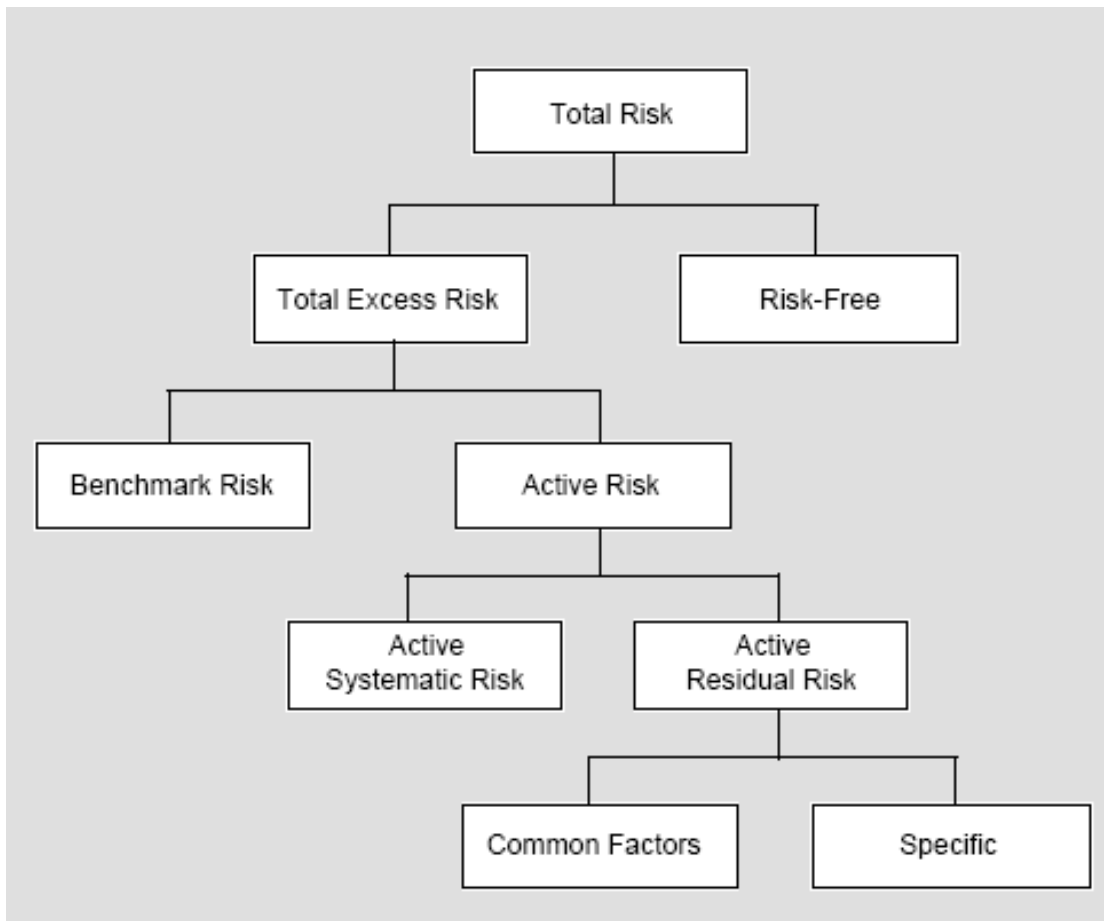 Total Risk
Total Excess Risk
Risk-Free
Benchmark Risk
Active Risk
Active
Systematic Risk
Active
Residual Risk
Common Factors
Specific